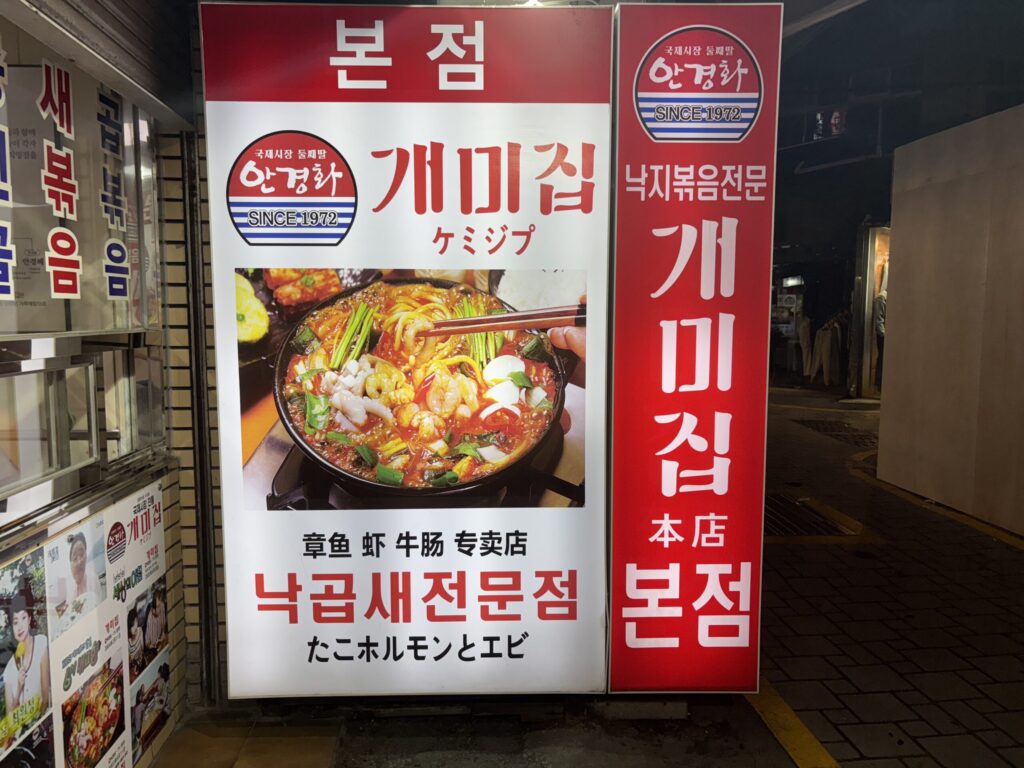 본점
국제시장 둘째딸
안경화
SINCE 1972
개미집
ケミジプ
章鱼 虾 牛肠 专卖店
낙곱새전문점
たこホルモンとエビ
국제시장 둘째딸
안경화
SINCE 1972
낙지볶음전문
개미집
本店
본점
새볶음
곱볶음
개미집
ケミジプ